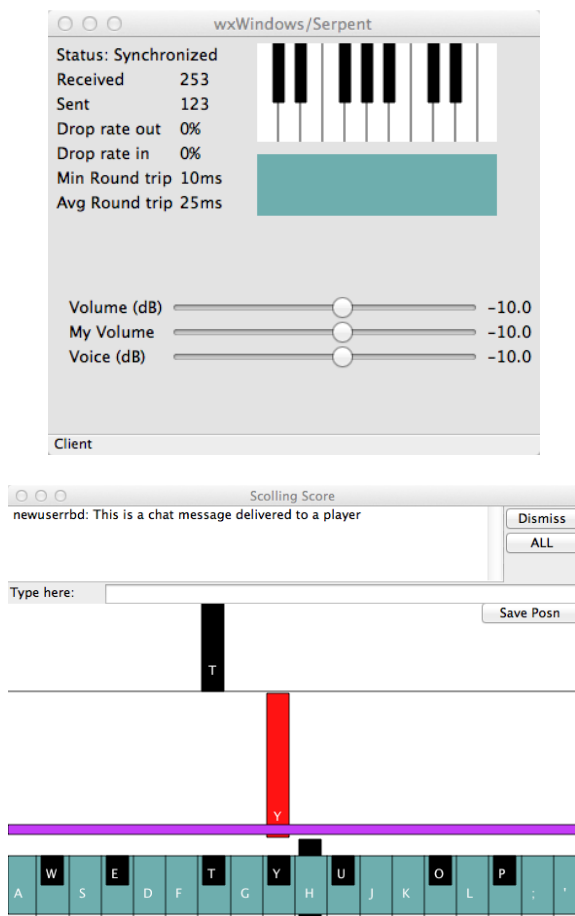 wxWindows/Serpent
Status: Synchronized
Received 253
Sent 123
Drop rate out 0%
Drop rate in 0%
Min Round trip 10ms
Avg Round trip 25ms
Volume (dB) -10.0
My Volume -10.0
Voice (dB) -10.0
Client
Scolling Score
newuserrbd: This is a chat message delivered to a player
Dismiss
ALL
Type here:
Save Posn
T
Y
W E T Y U O P
A S D F G H J K L ; '